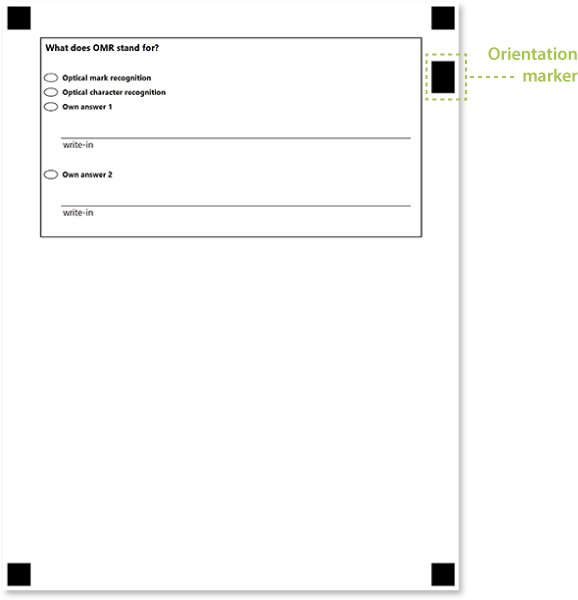 What does OMR stand for?
Optical mark recognition
Optical character recognition
Own answer 1
write-in
Own answer 2
write-in
Orientation
marker